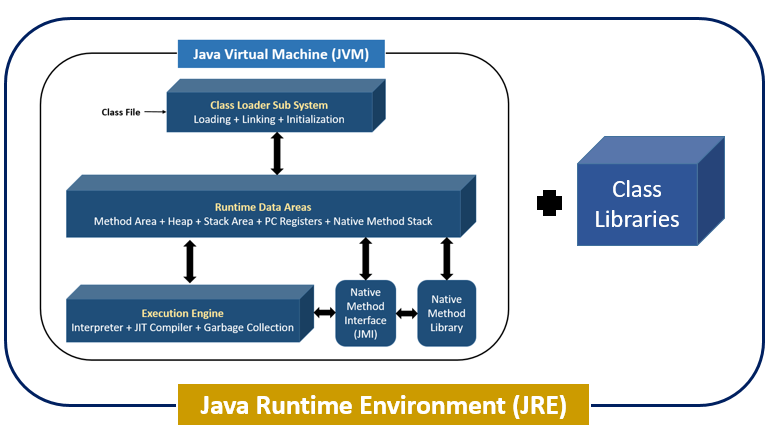 Java Virtual Machine (JVM)
Class File
Class Loader Sub System
Loading + Linking + Initialization
Runtime Data Areas
Method Area + Heap + Stack Area + PC Registers + Native Method Stack
Execution Engine
Interpreter + JIT Compiler + Garbage Collection
Native
Method
Interface
(JMI)
Native
Method
Library
Class
Libraries
Java Runtime Environment (JRE)